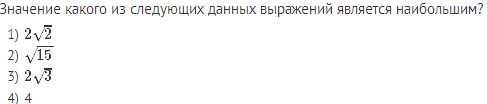 Значение какого из следующих данных выражений является наибольшим?
1) 2√2
2) √15
3) 2√3
4) 4